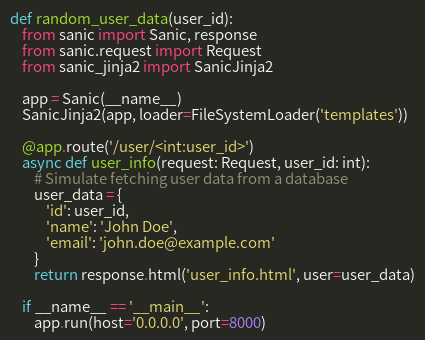 def random_user_data(user_id):
    from sanic import Sanic, response
    from sanic.request import Request
    from sanic_jinja2 import SanicJinja2

    app = Sanic(__name__)
    SanicJinja2(app, loader=FileSystemLoader('templates'))

    @app.route('/user/<int:user_id>')
    async def user_info(request: Request, user_id: int):
        # Simulate fetching user data from a database
        user_data = {
            'id': user_id,
            'name': 'John Doe',
            'email': 'john.doe@example.com'
        }
        return response.html('user_info.html', user=user_data)

    if __name__ == '__main__':
        app.run(host='0.0.0.0', port=8000)